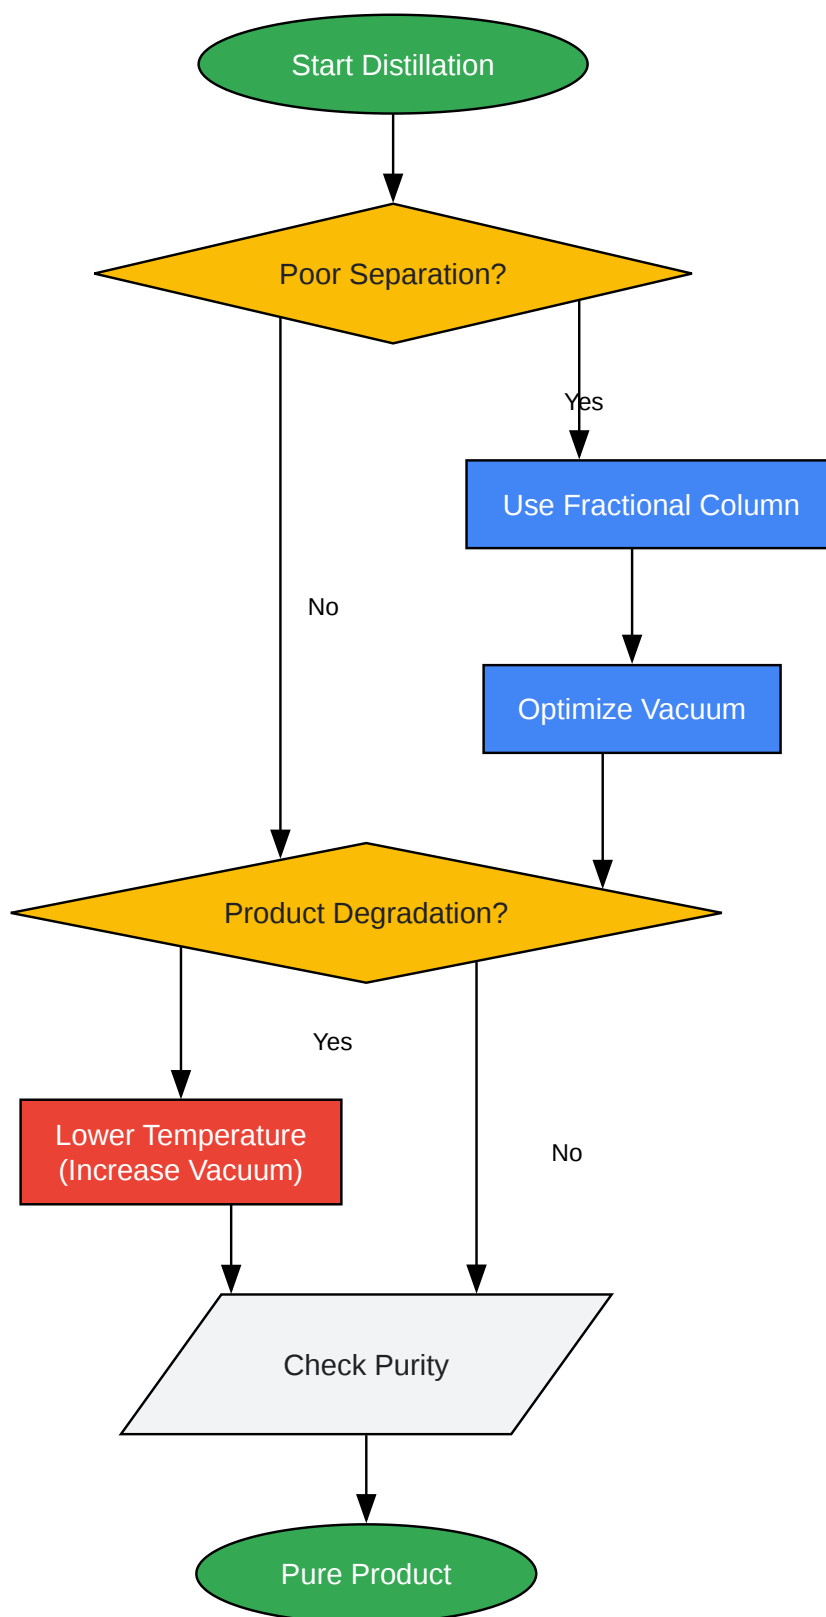 Start Distillation
Poor Separation?
Yes
Use Fractional Column
No
Optimize Vacuum
Product Degradation?
Yes
Lower Temperature
(Increase Vacuum)
No
Check Purity
Pure Product